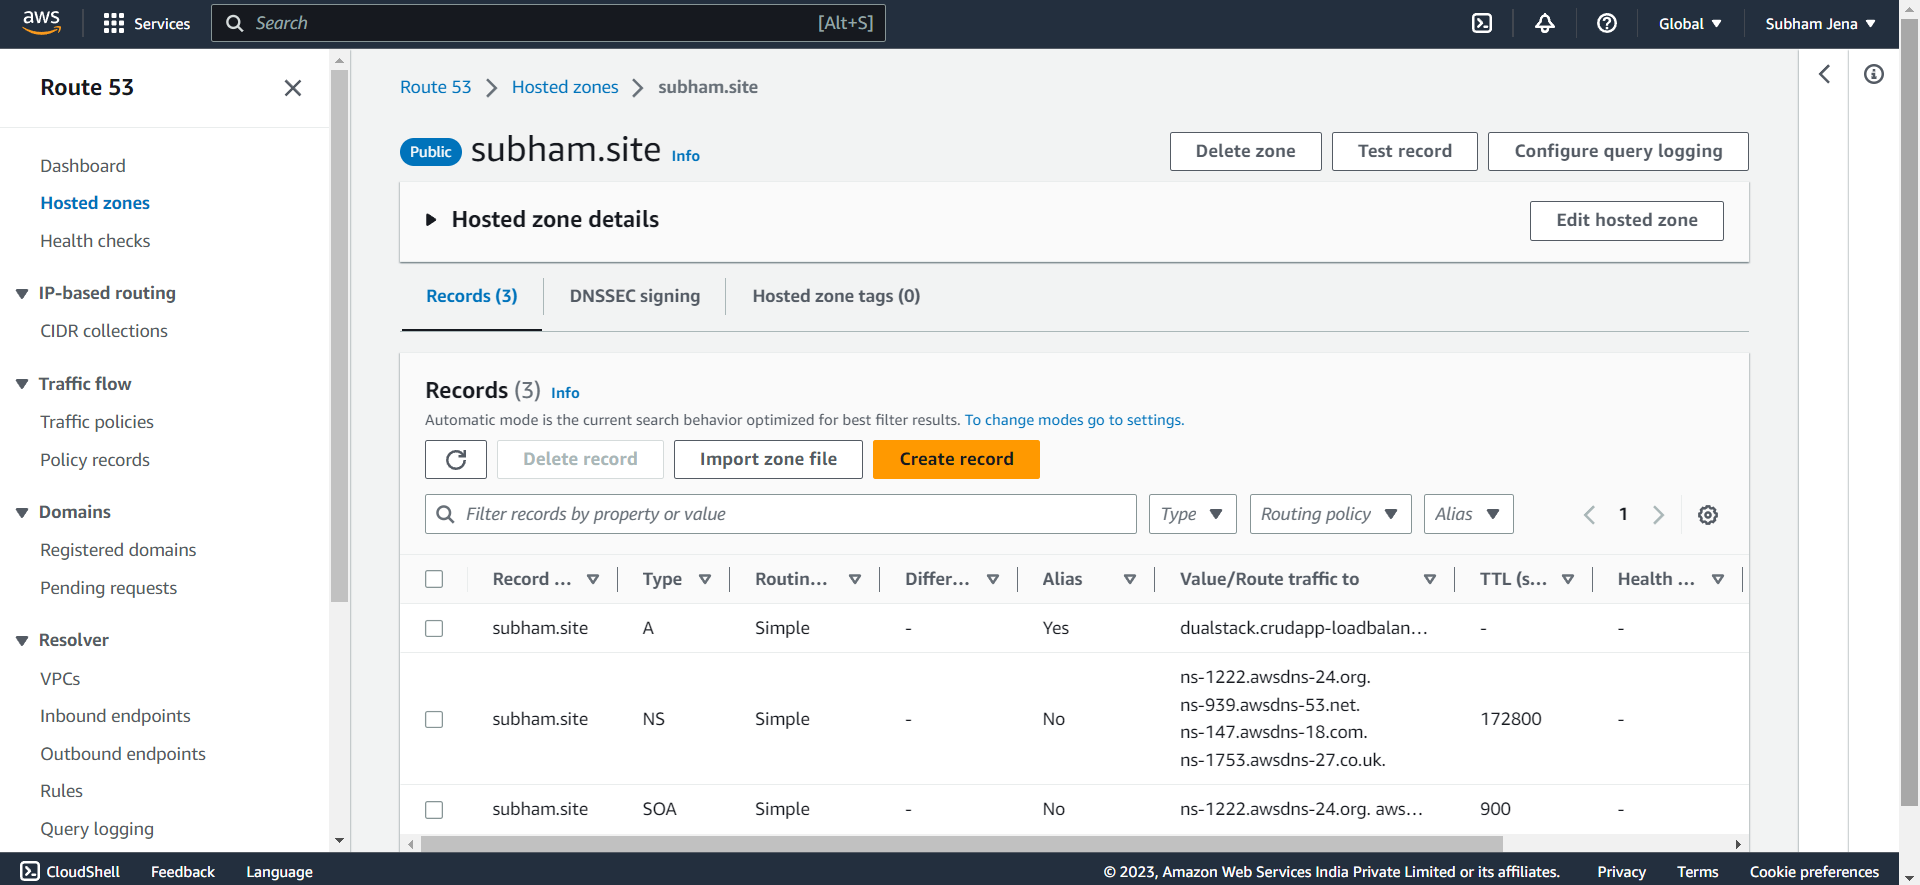 aws
Services
Search
[Alt+S]
Global
Subham Jena
Route 53
Dashboard
Hosted zones
Health checks
IP-based routing
CIDR collections
Traffic flow
Traffic policies
Policy records
Domains
Registered domains
Pending requests
Resolver
VPCs
Inbound endpoints
Outbound endpoints
Rules
Query logging
Route 53 Hosted zones subham.site
Public subham.site Info
Delete zone Test record Configure query logging
Hosted zone details
Edit hosted zone
Records (3) DNSSEC signing Hosted zone tags (0)
Records (3) Info
Automatic mode is the current search behavior optimized for best filter results. To change modes go to settings.
Delete record Import zone file Create record
Filter records by property or value Type Routing policy Alias 1
Record ... Type Routin... Differ... Alias Value/Route traffic to TTL (s... Health ...
subham.site A Simple - Yes dualstack.crudapp-loadbalan... - -
subham.site NS Simple - No ns-1222.awsdns-24.org.
ns-939.awsdns-53.net.
ns-147.awsdns-18.com.
ns-1753.awsdns-27.co.uk.
172800 -
subham.site SOA Simple - No ns-1222.awsdns-24.org. aws... 900 -
CloudShell Feedback Language © 2023, Amazon Web Services India Private Limited or its affiliates. Privacy Terms Cookie preferences